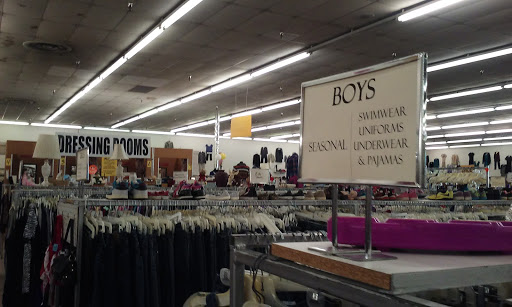 DRESSING ROOMS
BOYS
SEASONAL
SWIMWEAR
UNIFORMS
UNDERWEAR
& PAJAMAS